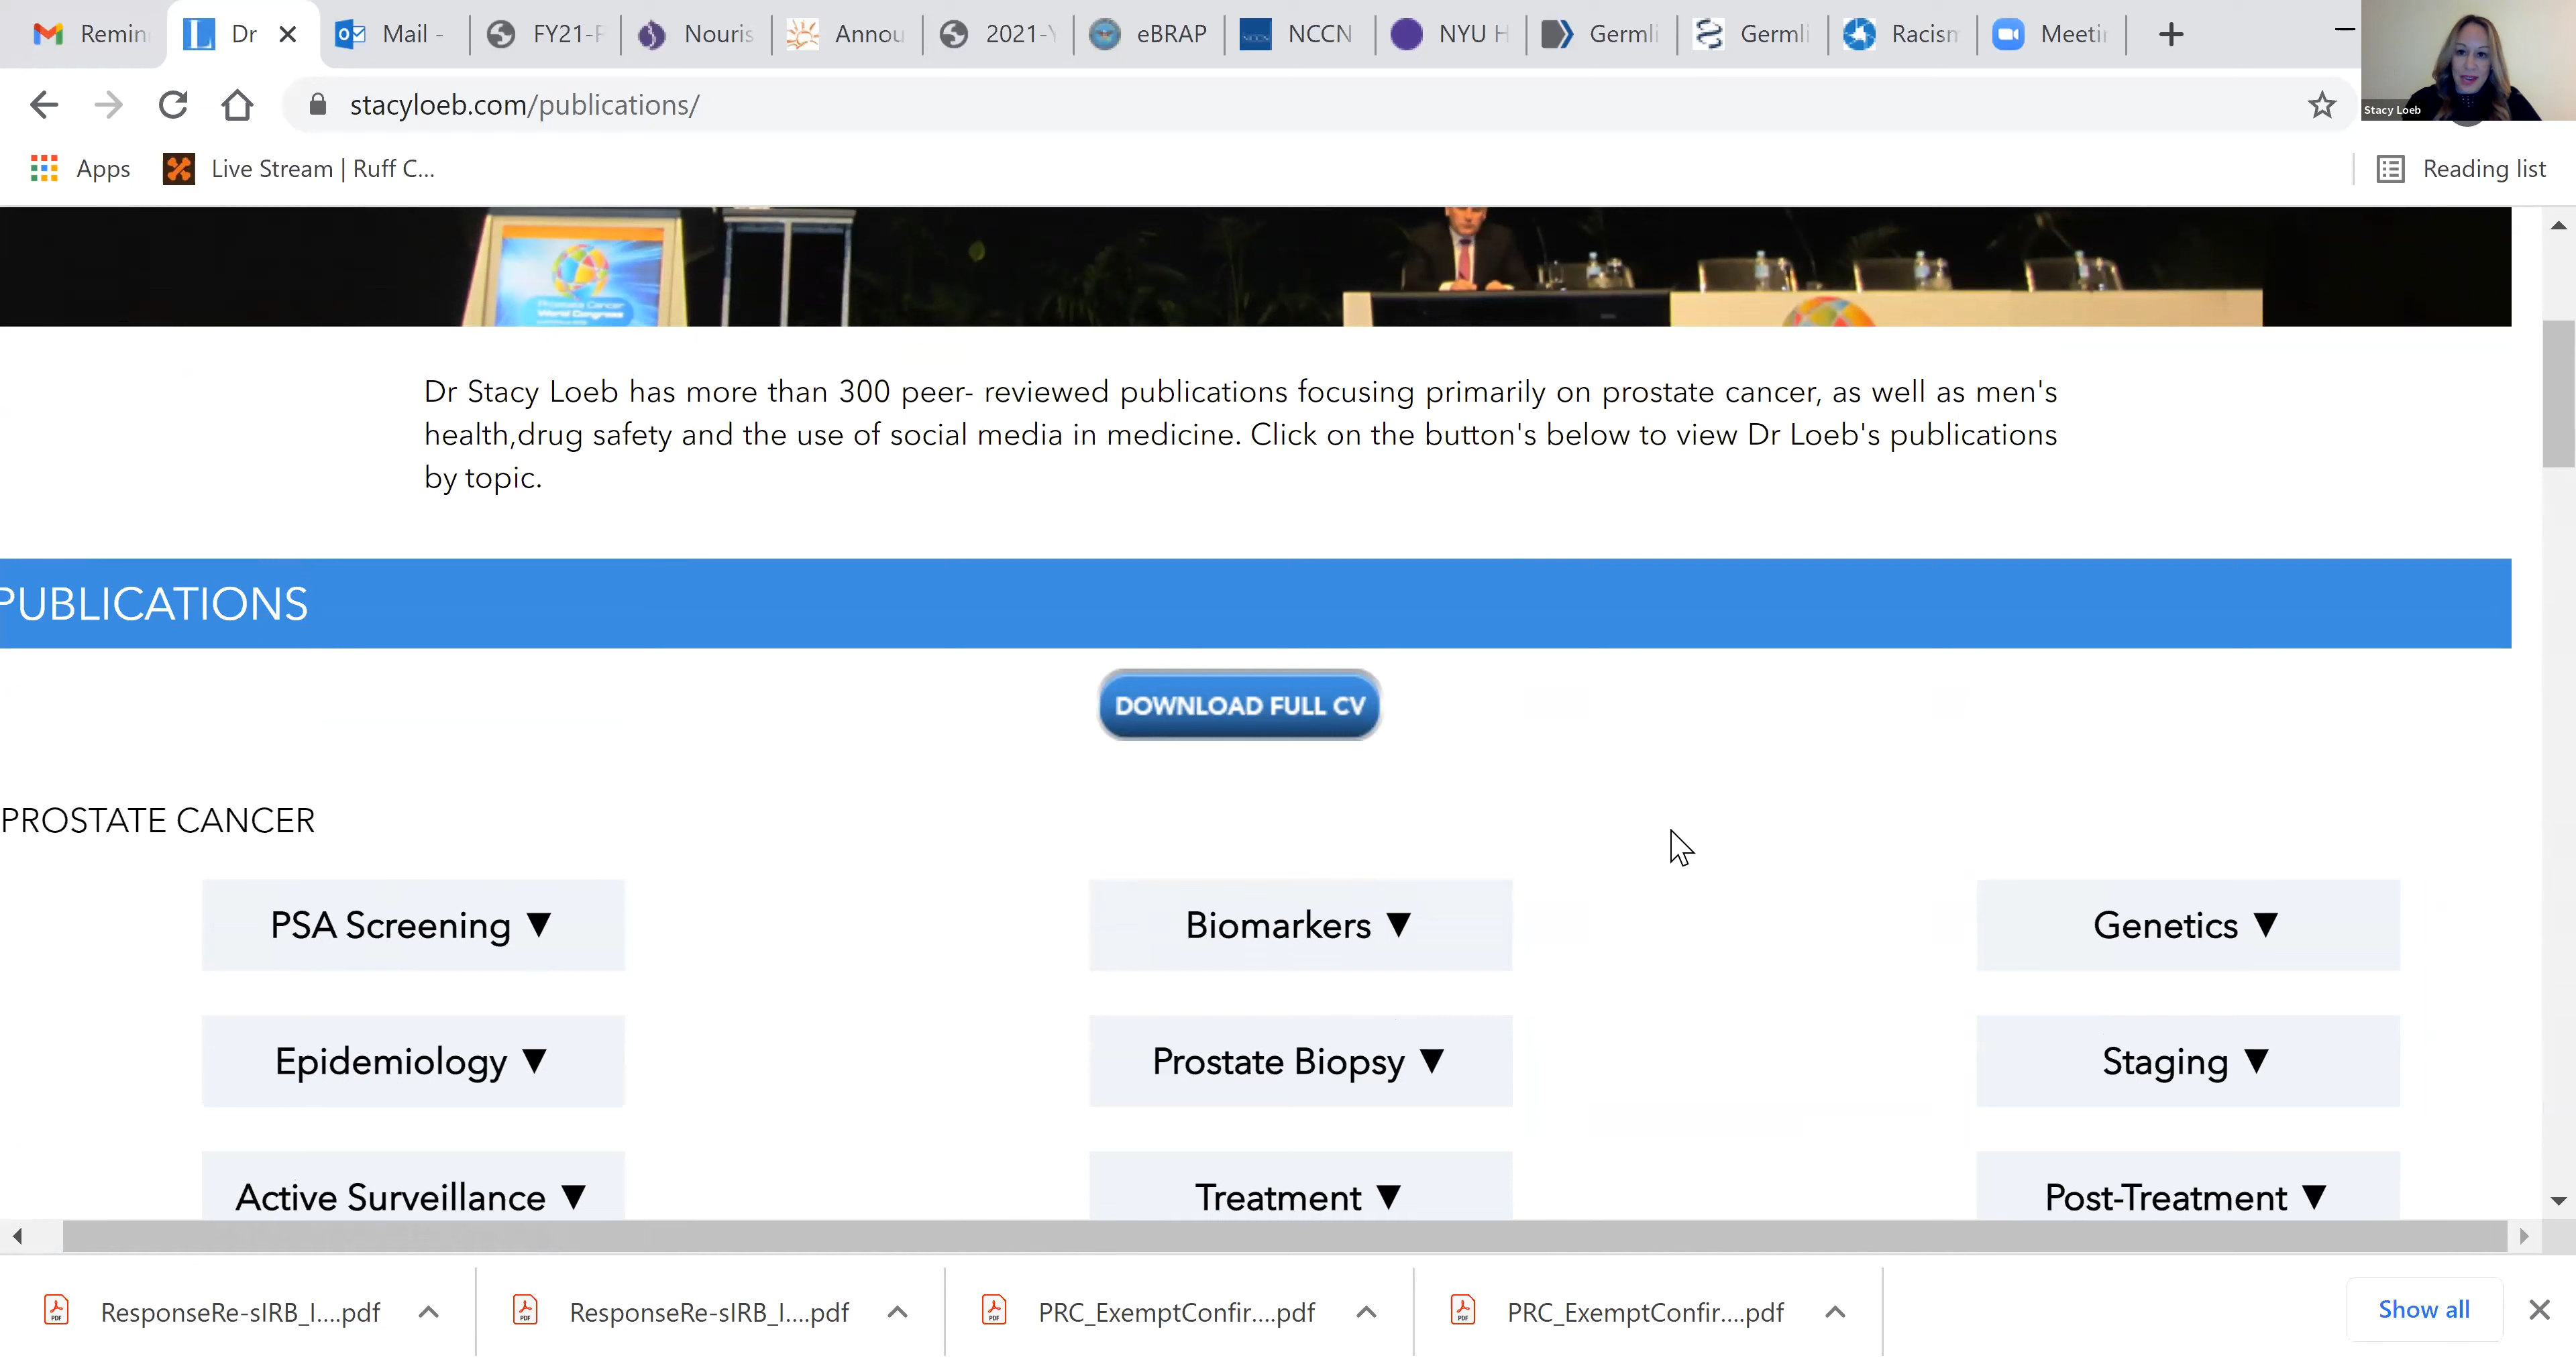 Remin
Dr
Mail -
FY21-F
Nouris
Annou
2021-Y
eBRAP
NCCN
NYU H
Germli
Germli
Racism
Meetin
stacyloeb.com/publications/
Stacy Loeb
Apps
Live Stream | Ruff C...
Reading list
Prostate Cancer
World Congress
Dr Stacy Loeb has more than 300 peer- reviewed publications focusing primarily on prostate cancer, as well as men's
health,drug safety and the use of social media in medicine. Click on the button's below to view Dr Loeb's publications
by topic.
PUBLICATIONS
DOWNLOAD FULL CV
PROSTATE CANCER
PSA Screening ▼
Biomarkers ▼
Genetics ▼
Epidemiology ▼
Prostate Biopsy ▼
Staging ▼
Active Surveillance ▼
Treatment ▼
Post-Treatment ▼
ResponseRe-sIRB_I....pdf
ResponseRe-sIRB_I....pdf
PRC_ExemptConfir....pdf
PRC_ExemptConfir....pdf
Show all